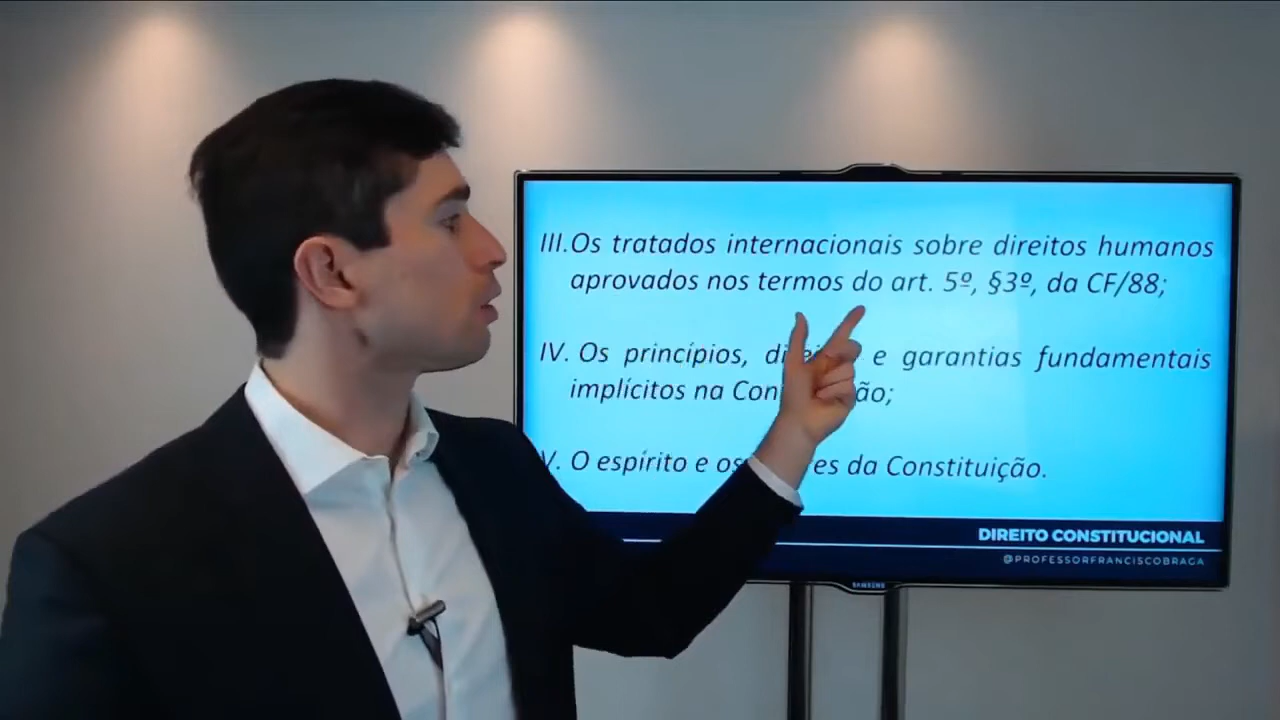 III.Os tratados internacionais sobre direitos humanos
aprovados nos termos do art. 5º, §3º, da CF/88;
IV. Os princípios, e garantias fundamentais
implícitos na
V. O espírito e da Constituição.
DIREITO CONSTITUCIONAL
@PROFESSORFRANCISCOBRAGA
SAMSUNG